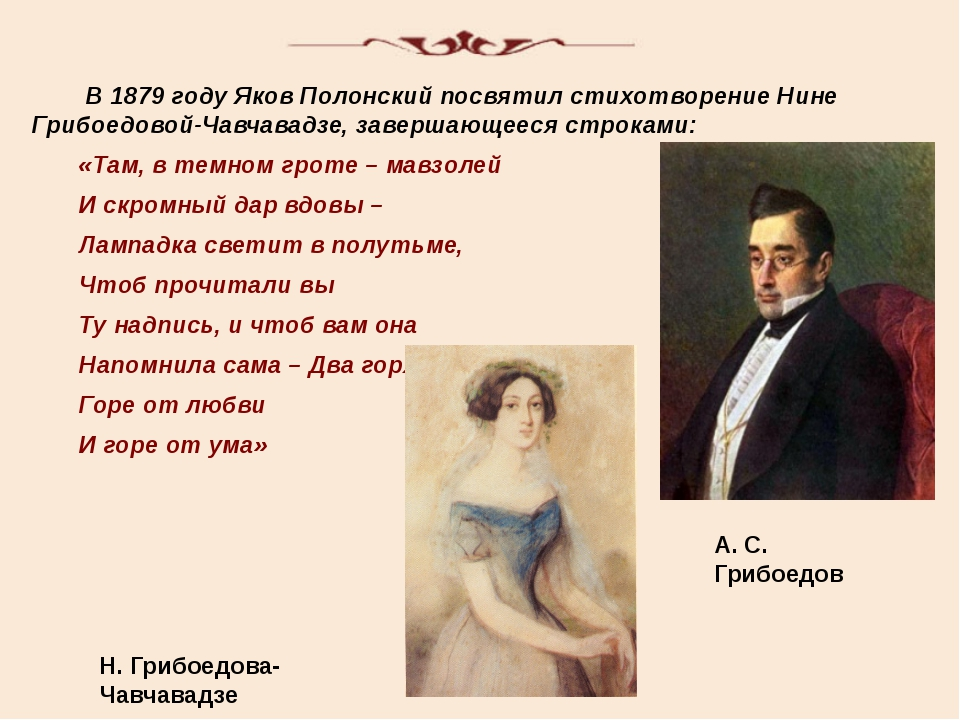 В 1879 году Яков Полонский посвятил стихотворение Нине
Грибоедовой-Чавчавадзе, завершающееся строками:
«Там, в темном гроте – мавзолей
И скромный дар вдовы –
Лампадка светит в полутьме,
Чтоб прочитали вы
Ту надпись, и чтоб вам она
Напомнила сама – Два
Горе от любви
И горе от ума»
А. С.
Грибоедов
Н. Грибоедова-
Чавчавадзе